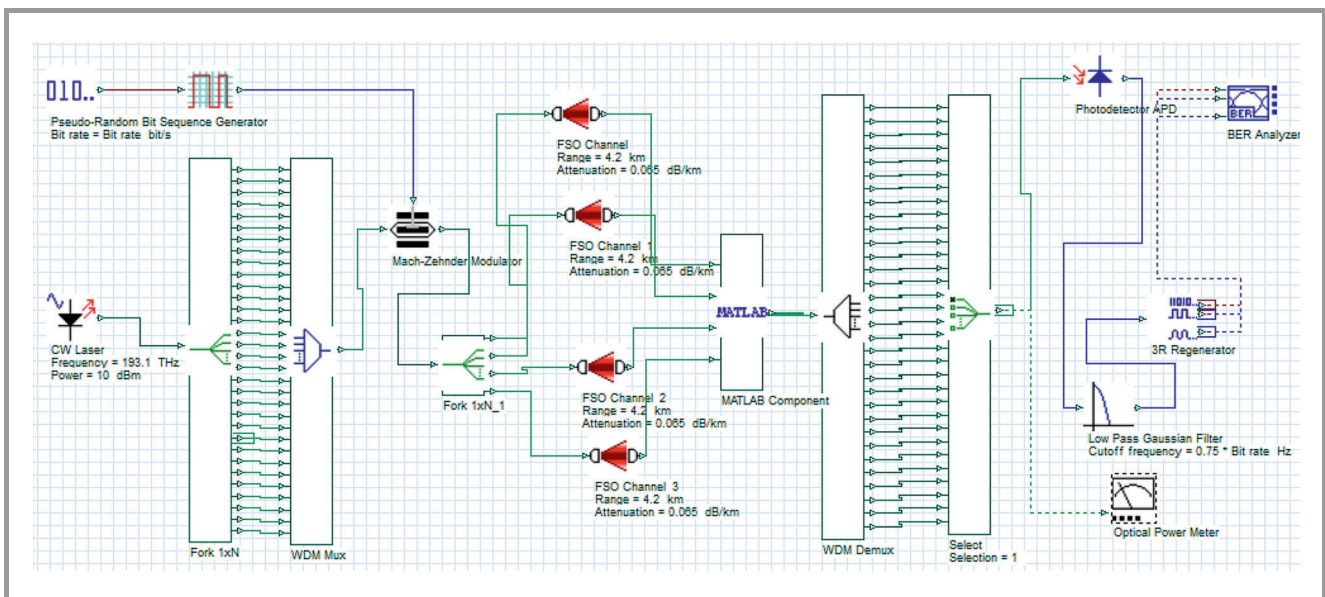 010..
Pseudo-Random Bit Sequence Generator
Bit rate = Bit rate bit/s
CW Laser
Frequency = 193.1 THz
Power = 10 dBm
Fork 1xN
WDM Mux
Mach-Zehnder Modulator
Fork 1xN_1
FSO Channel
Range = 4.2 km
Attenuation = 0.065 dB/km
FSO Channel 1
Range = 4.2 km
Attenuation = 0.065 dB/km
FSO Channel 2
Range = 4.2 km
Attenuation = 0.065 dB/km
FSO Channel 3
Range = 4.2 km
Attenuation = 0.065 dB/km
MATLAB
MATLAB Component
WDM Demux
Select
Selection = 1
Photodetector APD
BER
BER Analyzer
11010..
3R Regenerator
Low Pass Gaussian Filter
Cutoff frequency = 0.75 * Bit rate Hz
Optical Power Meter